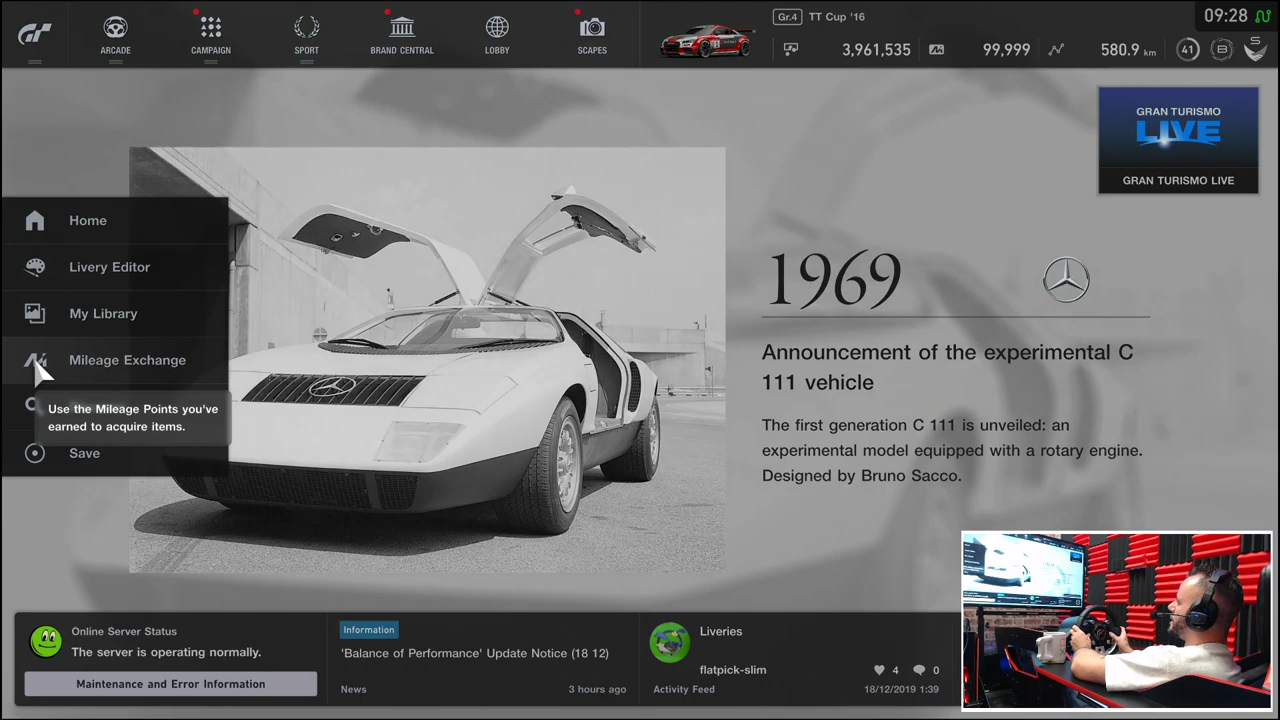 GT
ARCADE
CAMPAIGN
SPORT
BRAND CENTRAL
LOBBY
SCAPES
Gr.4 TT Cup '16
3,961,535
99,999
580.9 km
41
B
S
09:28
GRAN TURISMO
LIVE
GRAN TURISMO LIVE
Home
Livery Editor
My Library
Mileage Exchange
Use the Mileage Points you've
earned to acquire items.
Save
1969
Announcement of the experimental C
111 vehicle
The first generation C 111 is unveiled: an
experimental model equipped with a rotary engine.
Designed by Bruno Sacco.
Online Server Status
The server is operating normally.
Maintenance and Error Information
Information
'Balance of Performance' Update Notice (18 12)
News
3 hours ago
Liveries
flatpick-slim
4
0
Activity Feed
18/12/2019 1:39